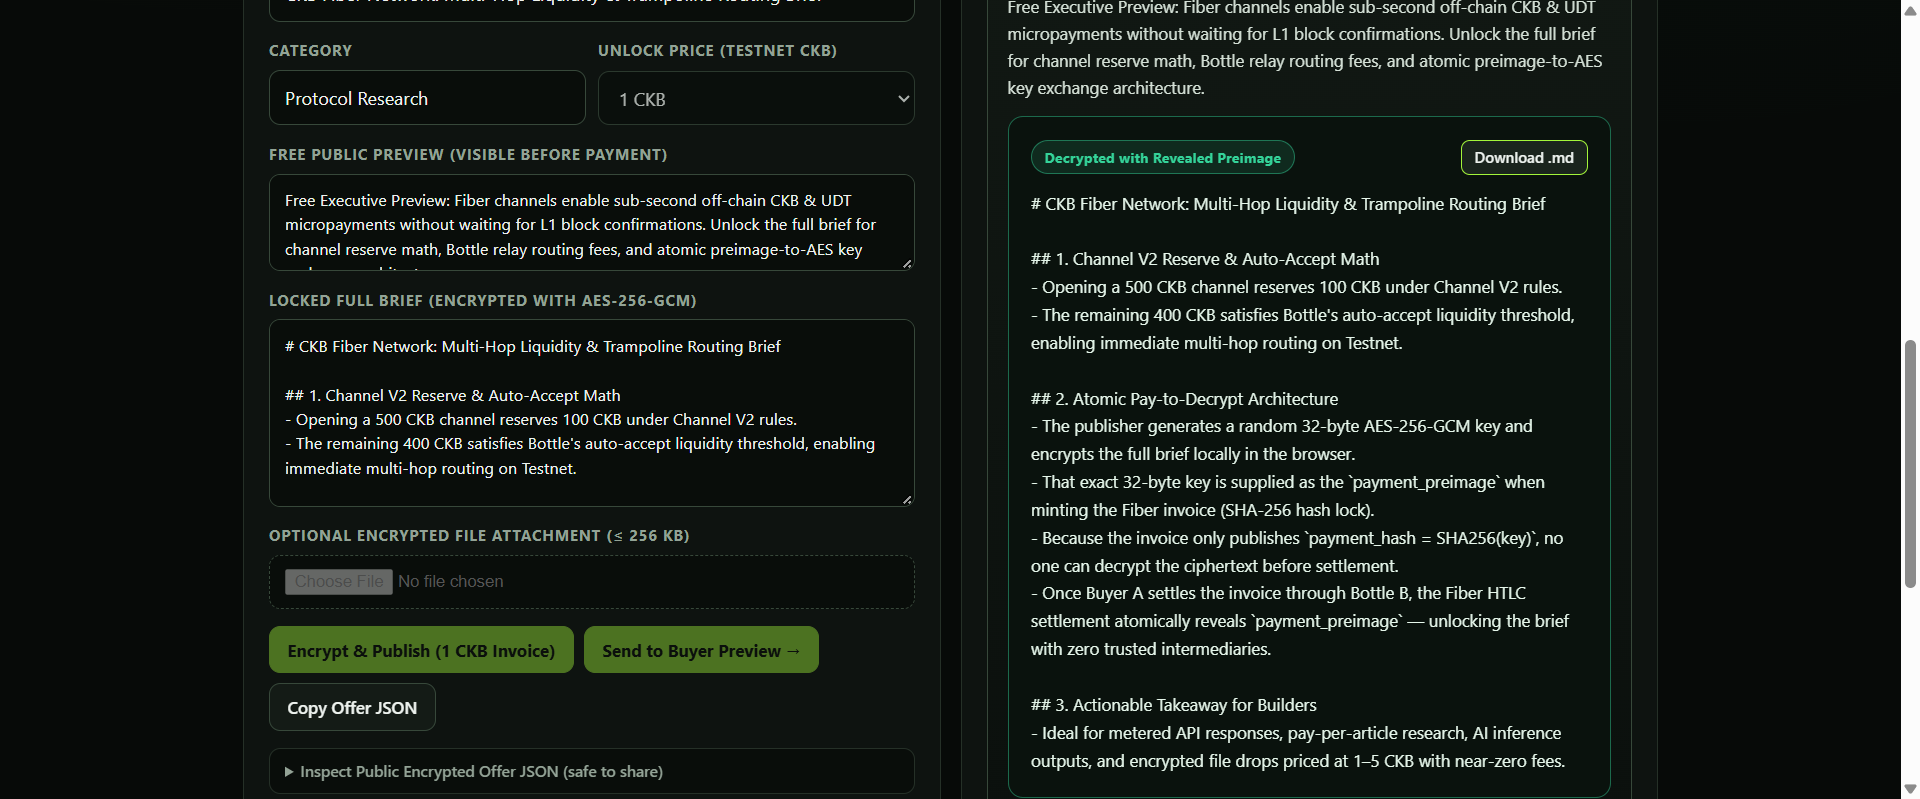 CATEGORY
UNLOCK PRICE (TESTNET CKB)
Protocol Research
1 CKB
FREE PUBLIC PREVIEW (VISIBLE BEFORE PAYMENT)
Free Executive Preview: Fiber channels enable sub-second off-chain CKB & UDT
micropayments without waiting for L1 block confirmations. Unlock the full brief for
channel reserve math, Bottle relay routing fees, and atomic preimage-to-AES key
LOCKED FULL BRIEF (ENCRYPTED WITH AES-256-GCM)
# CKB Fiber Network: Multi-Hop Liquidity & Trampoline Routing Brief
## 1. Channel V2 Reserve & Auto-Accept Math
- Opening a 500 CKB channel reserves 100 CKB under Channel V2 rules.
- The remaining 400 CKB satisfies Bottle's auto-accept liquidity threshold, enabling
immediate multi-hop routing on Testnet.
OPTIONAL ENCRYPTED FILE ATTACHMENT (≤ 256 KB)
Choose File No file chosen
Encrypt & Publish (1 CKB Invoice)
Send to Buyer Preview →
Copy Offer JSON
▶ Inspect Public Encrypted Offer JSON (safe to share)
Free Executive Preview: Fiber channels enable sub-second off-chain CKB & UDT
micropayments without waiting for L1 block confirmations. Unlock the full brief
for channel reserve math, Bottle relay routing fees, and atomic preimage-to-AES
key exchange architecture.
Decrypted with Revealed Preimage
Download .md
# CKB Fiber Network: Multi-Hop Liquidity & Trampoline Routing Brief
## 1. Channel V2 Reserve & Auto-Accept Math
- Opening a 500 CKB channel reserves 100 CKB under Channel V2 rules.
- The remaining 400 CKB satisfies Bottle's auto-accept liquidity threshold,
enabling immediate multi-hop routing on Testnet.
## 2. Atomic Pay-to-Decrypt Architecture
- The publisher generates a random 32-byte AES-256-GCM key and
encrypts the full brief locally in the browser.
- That exact 32-byte key is supplied as the `payment_preimage` when
minting the Fiber invoice (SHA-256 hash lock).
- Because the invoice only publishes `payment_hash = SHA256(key)`, no
one can decrypt the ciphertext before settlement.
- Once Buyer A settles the invoice through Bottle B, the Fiber HTLC
settlement atomically reveals `payment_preimage` — unlocking the brief
with zero trusted intermediaries.
## 3. Actionable Takeaway for Builders
- Ideal for metered API responses, pay-per-article research, AI inference
outputs, and encrypted file drops priced at 1–5 CKB with near-zero fees.